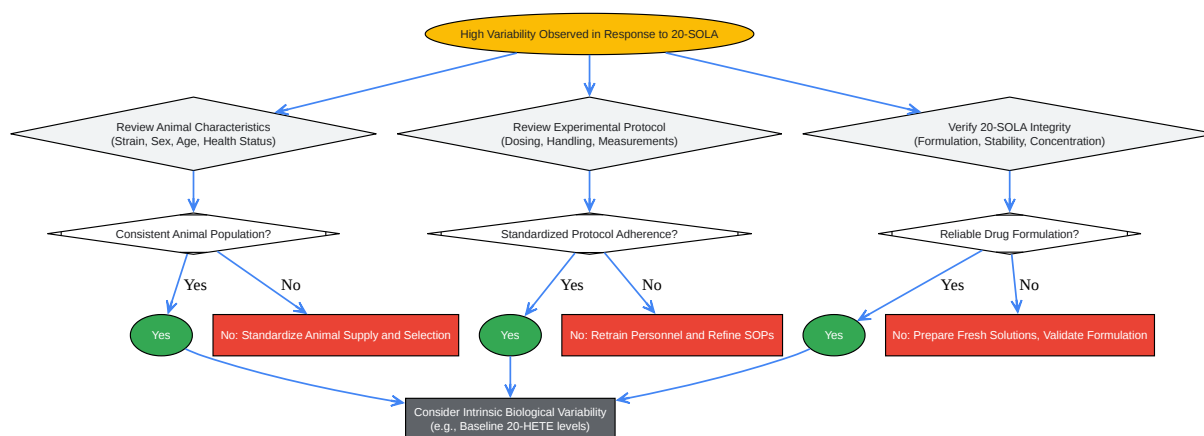 High Variability Observed in Response to 20-SOLA
Review Animal Characteristics
(Strain, Sex, Age, Health Status)
Review Experimental Protocol
(Dosing, Handling, Measurements)
Verify 20-SOLA Integrity
(Formulation, Stability, Concentration)
Consistent Animal Population?
Standardized Protocol Adherence?
Reliable Drug Formulation?
Yes
No
Yes
No
Yes
No
Yes
No: Standardize Animal Supply and Selection
Yes
No: Retrain Personnel and Refine SOPs
Yes
No: Prepare Fresh Solutions, Validate Formulation
Consider Intrinsic Biological Variability
(e.g., Baseline 20-HETE levels)